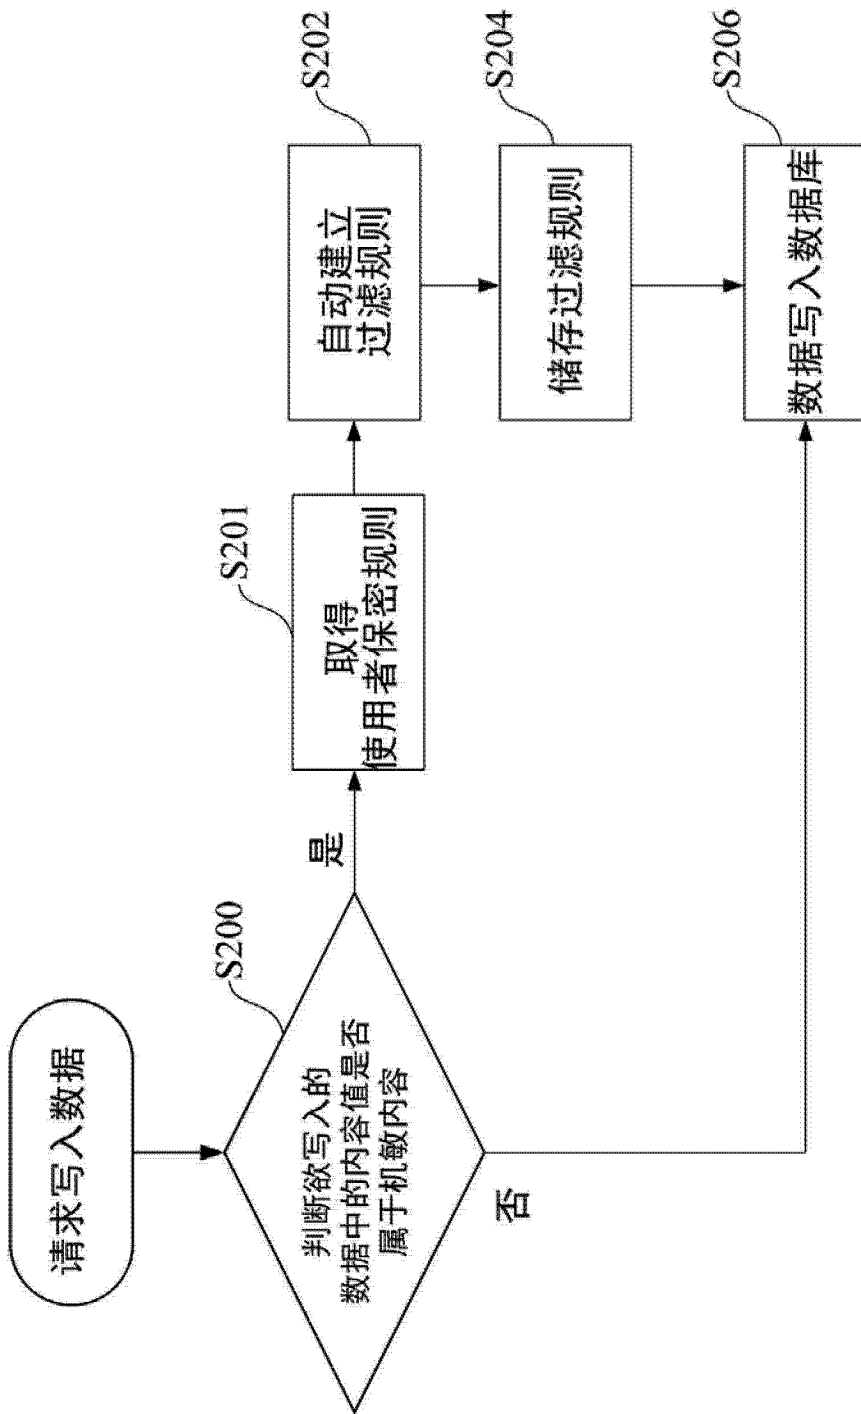 请求写入数据
S200
判断欲写入的
数据中的内容值是否
属于机敏内容
是
否
S201
取得
使用者保密规则
S202
自动建立
过滤规则
S204
储存过滤规则
S206
数据写入数据库